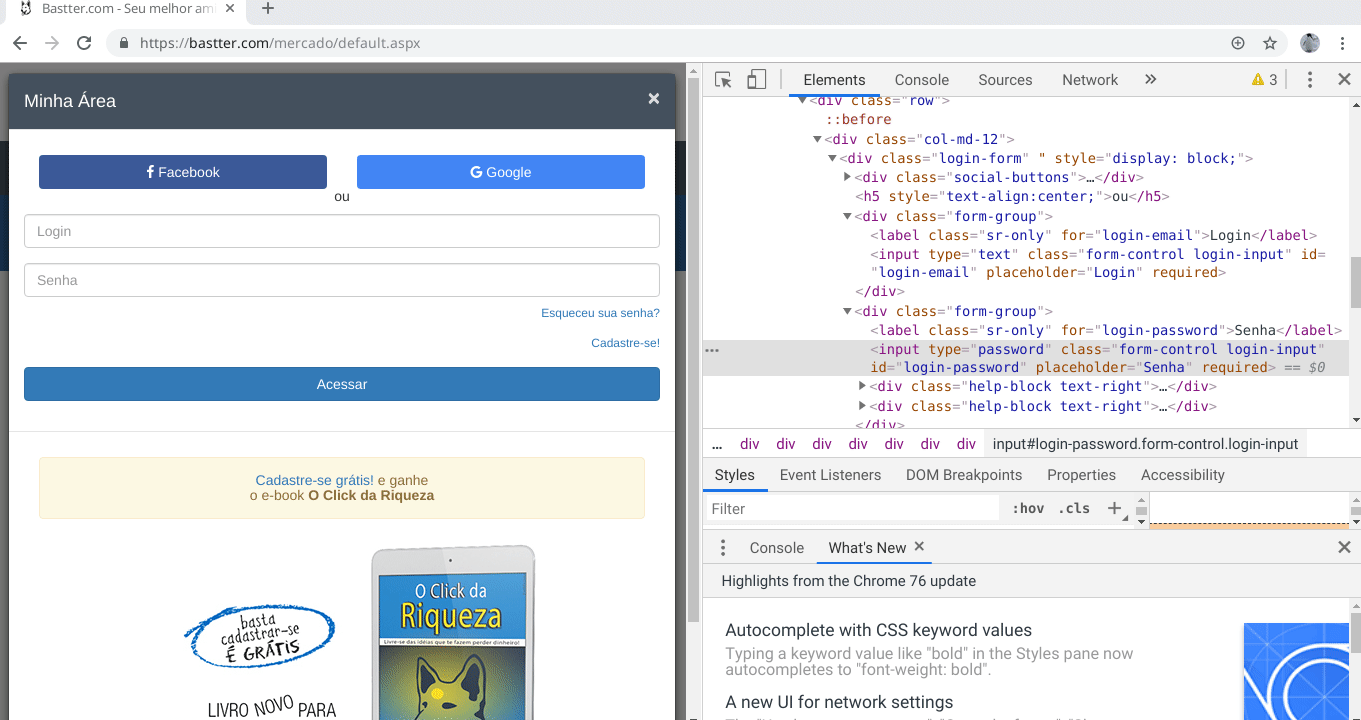 Bastter.com - Seu melhor am
https://bastter.com/mercado/default.aspx
Minha Área ×
Facebook
Google
ou
Login
Senha
Esqueceu sua senha?
Cadastre-se!
Acessar
Cadastre-se grátis! e ganhe
o e-book O Click da Riqueza
basta
cadastrar-se
É GRÁTIS
LIVRO NOVO PARA
O Click da
Riqueza
Livre-se das idéias que te fazem perder dinheiro!
Elements Console Sources Network » 3
<div class="row">
::before
<div class="col-md-12">
<div class="login-form" " style="display: block;">
<div class="social-buttons">…</div>
<h5 style="text-align:center;">ou</h5>
<div class="form-group">
<label class="sr-only" for="login-email">Login</label>
<input type="text" class="form-control login-input" id=
"login-email" placeholder="Login" required>
</div>
<div class="form-group">
<label class="sr-only" for="login-password">Senha</label>
<input type="password" class="form-control login-input"
id="login-password" placeholder="Senha" required> == $0
<div class="help-block text-right">…</div>
<div class="help-block text-right">…</div>
</div>
… div div div div div div div input#login-password.form-control.login-input
Styles Event Listeners DOM Breakpoints Properties Accessibility
Filter :hov .cls +
Console What's New ×
Highlights from the Chrome 76 update
Autocomplete with CSS keyword values
Typing a keyword value like "bold" in the Styles pane now
autocompletes to "font-weight: bold".
A new UI for network settings